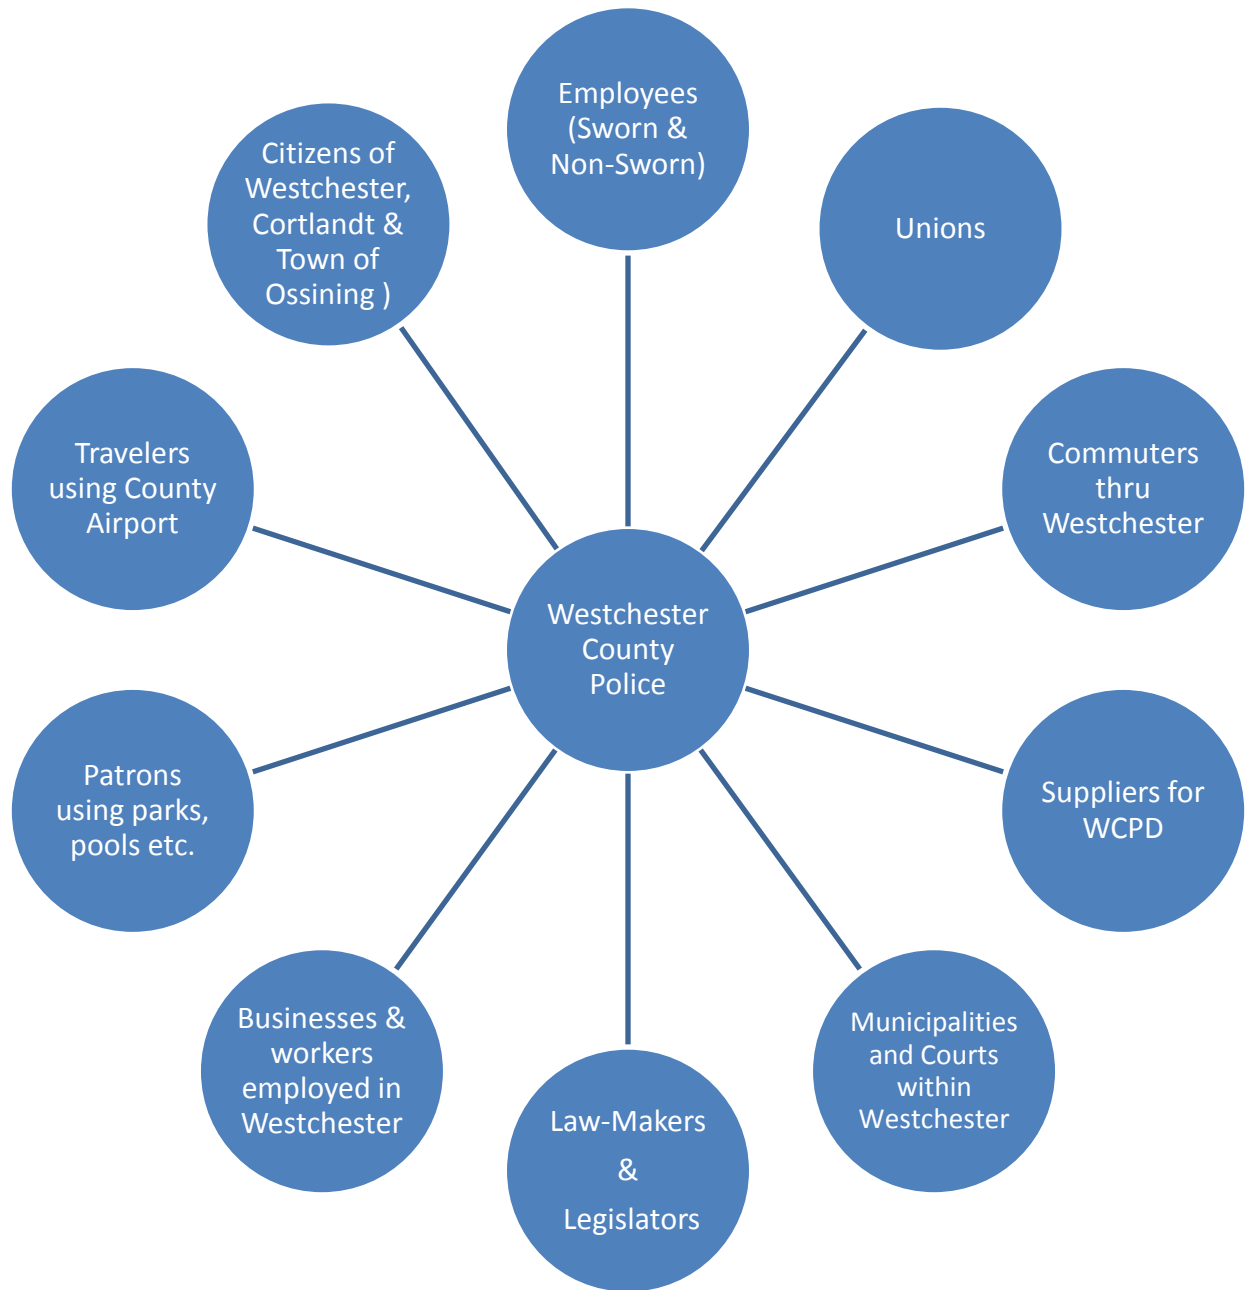 Employees
(Sworn &
Non-Sworn)
Unions
Commuters
thru
Westchester
Suppliers for
WCPD
Municipalities
and Courts
within
Westchester
Law-Makers
&
Legislators
Businesses &
workers
employed in
Westchester
Patrons
using parks,
pools etc.
Travelers
using County
Airport
Citizens of
Westchester,
Cortlandt &
Town of
Ossining )
Westchester
County
Police